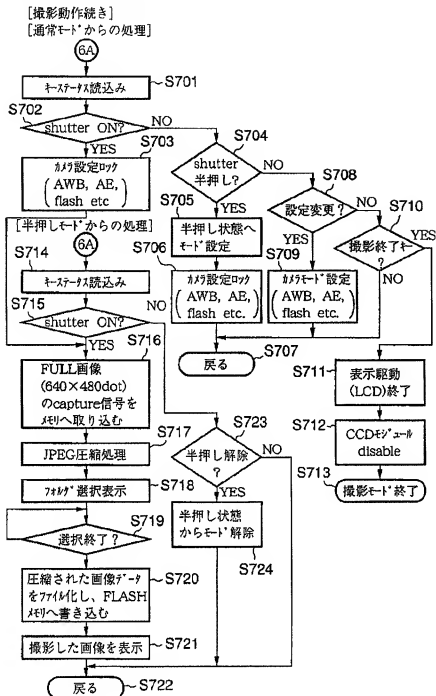 [撮影動作続き]
[通常モードからの処理]
6A
キーステータス読込み
S701
S702
shutter ON?
NO
YES
S703
カメラ設定ロック
(AWB, AE,
flash etc)
S704
shutter
半押し?
NO
YES
S705
半押し状態へ
モード設定
S706
カメラ設定ロック
(AWB, AE,
flash etc.)
S708
設定変更?
NO
YES
S709
カメラモード設定
(AWB, AE,
flash etc.)
S710
撮影終了キー
?
YES
NO
戻る
S707
S711
表示駆動
(LCD)終了
S712
CCDモジュール
disable
S713
撮影モード終了
[半押しモードからの処理]
6A
S714
キーステータス読込み
S715
shutter ON?
NO
YES
S716
FULL画像
(640×480dot)
のcapture信号を
メモリへ取り込む
S717
JPEG圧縮処理
フォルダ選択表示
S718
S719
選択終了?
圧縮された画像データ
をファイル化し、FLASH
メモリへ書き込む
S720
撮影した画像を表示
S721
S723
半押し解除
?
NO
YES
半押し状態
からモード解除
S724
戻る
S722